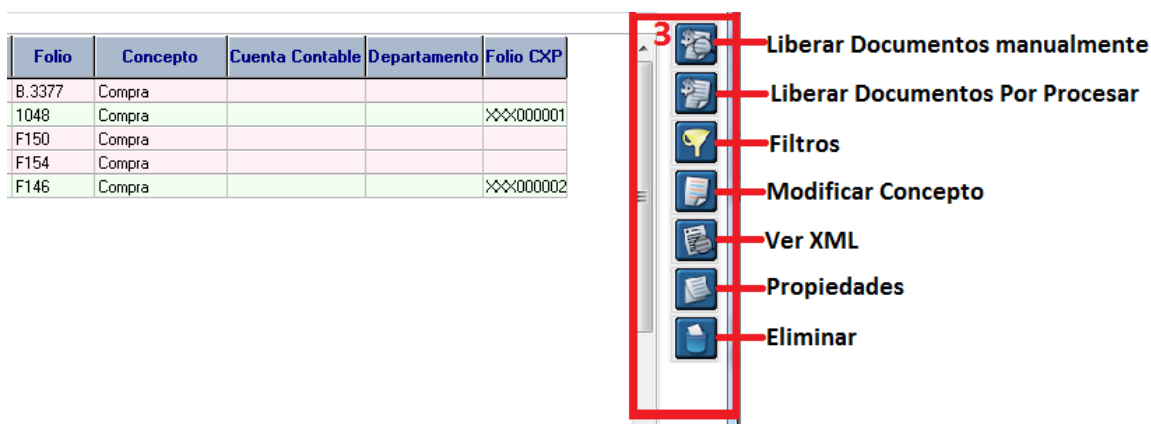 3
Folio Concepto Cuenta Contable Departamento Folio CXP
B.3377 Compra
1048 Compra XXX000001
F150 Compra
F154 Compra
F146 Compra XXX000002
Liberar Documentos manualmente
Liberar Documentos Por Procesar
Filtros
Modificar Concepto
Ver XML
Propiedades
Eliminar